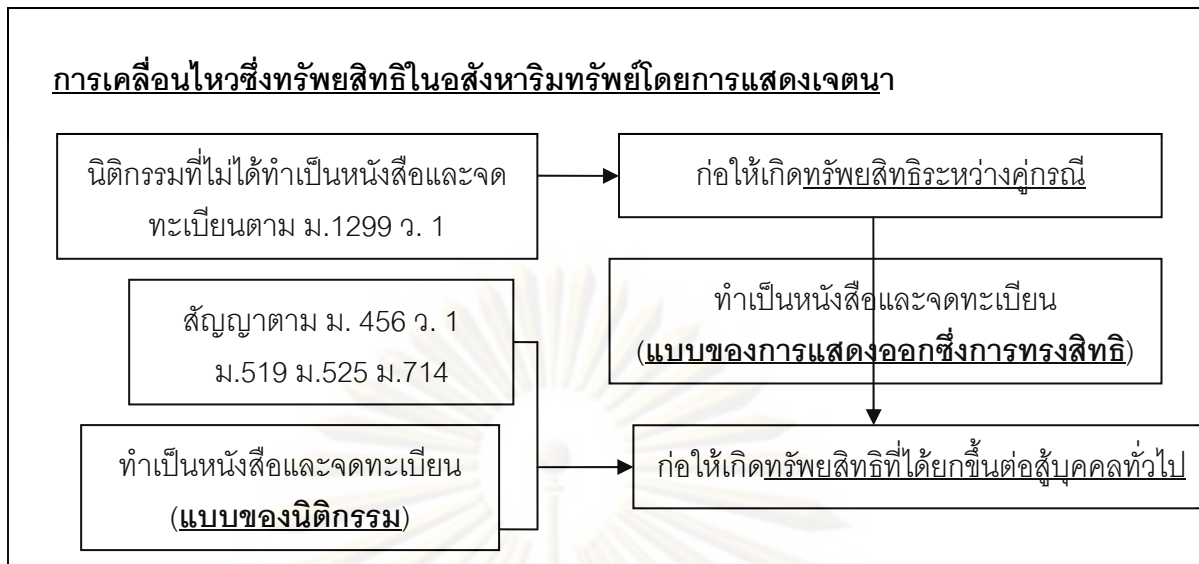 การเคลื่อนไหวซึ่งทรัพยสิทธิในอสังหาริมทรัพย์โดยการแสดงเจตนา
นิติกรรมที่ไม่ได้ทำเป็นหนังสือและจด
ทะเบียนตาม ม.1299 ว. 1
ก่อให้เกิดทรัพยสิทธิระหว่างคู่กรณี
สัญญาตาม ม. 456 ว. 1
ม.519 ม.525 ม.714
ทำเป็นหนังสือและจดทะเบียน
(แบบของการแสดงออกซึ่งการทรงสิทธิ)
ทำเป็นหนังสือและจดทะเบียน
(แบบของนิติกรรม)
ก่อให้เกิดทรัพยสิทธิที่ได้ยกขึ้นต่อสู้บุคคลทั่วไป